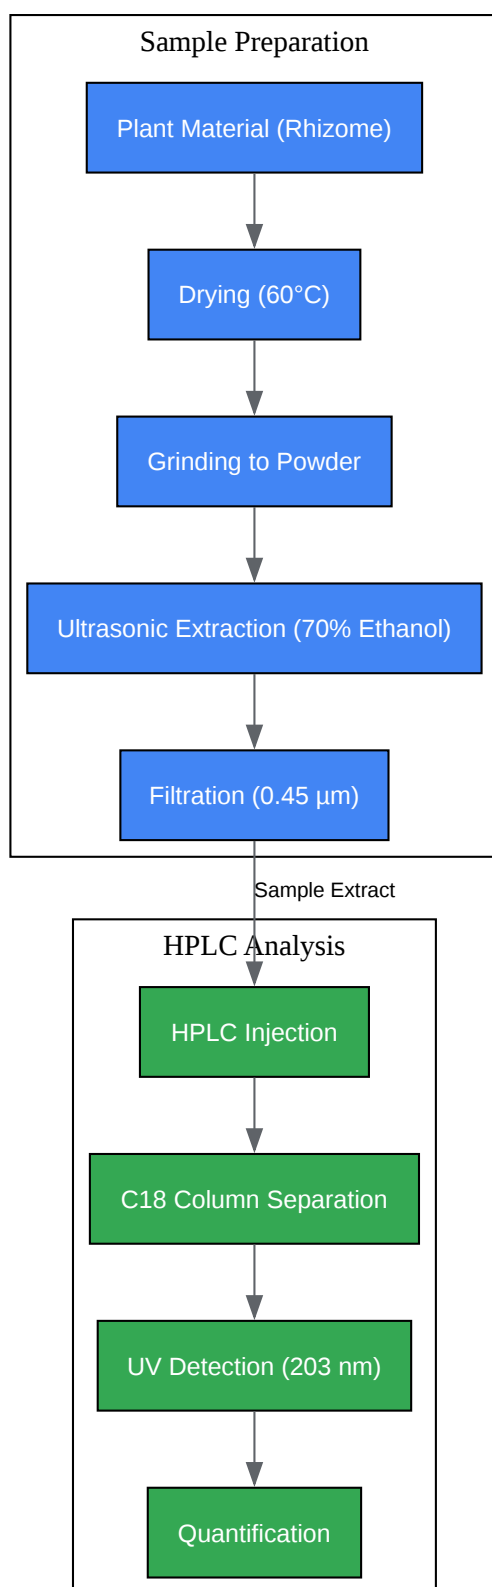 Sample Preparation
Plant Material (Rhizome)
Drying (60°C)
Grinding to Powder
Ultrasonic Extraction (70% Ethanol)
Filtration (0.45 µm)
Sample Extract
HPLC Analysis
HPLC Injection
C18 Column Separation
UV Detection (203 nm)
Quantification